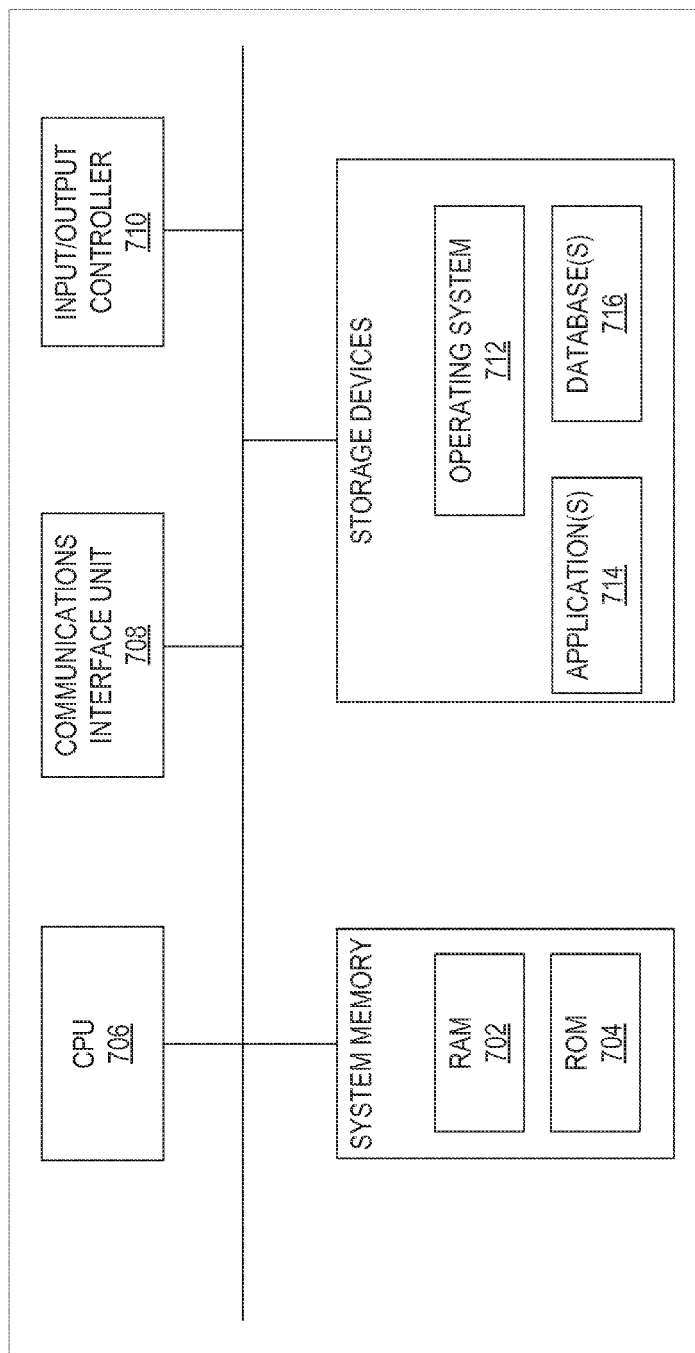 CPU
706
COMMUNICATIONS
INTERFACE UNIT
708
INPUT/OUTPUT
CONTROLLER
710
SYSTEM MEMORY
RAM
702
ROM
704
STORAGE DEVICES
OPERATING SYSTEM
712
APPLICATION(S)
714
DATABASE(S)
716